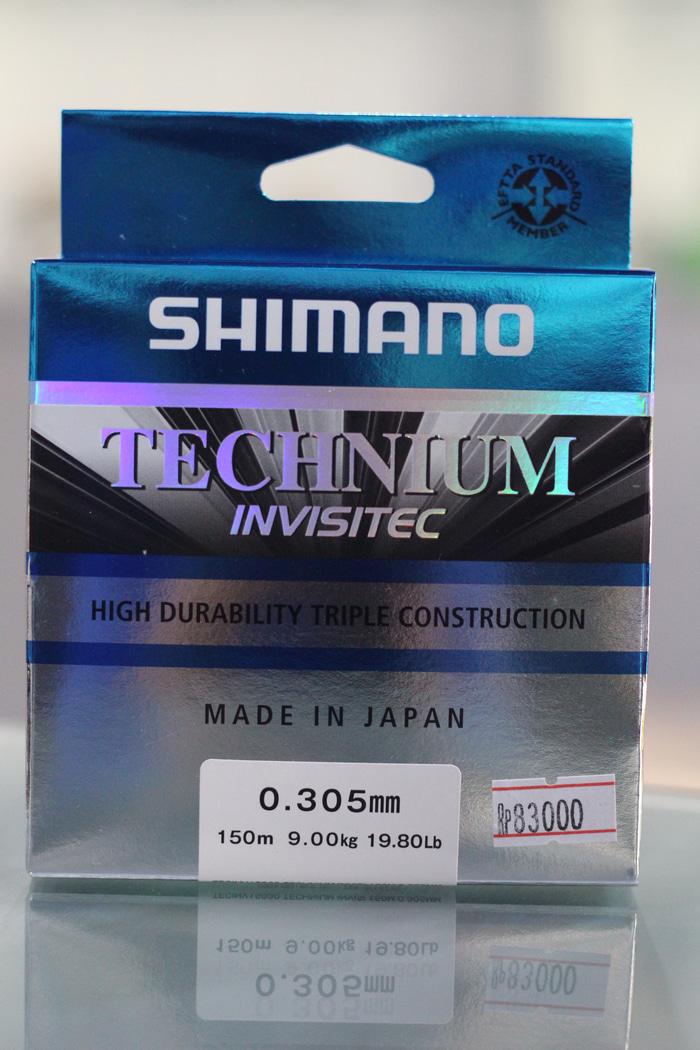 EFTTA STANDARD
MEMBER
SHIMANO
TECHNIUM
INVISITEC
HIGH DURABILITY TRIPLE CONSTRUCTION
MADE IN JAPAN
0.305mm
150m 9.00kg 19.80Lb
Rp83000